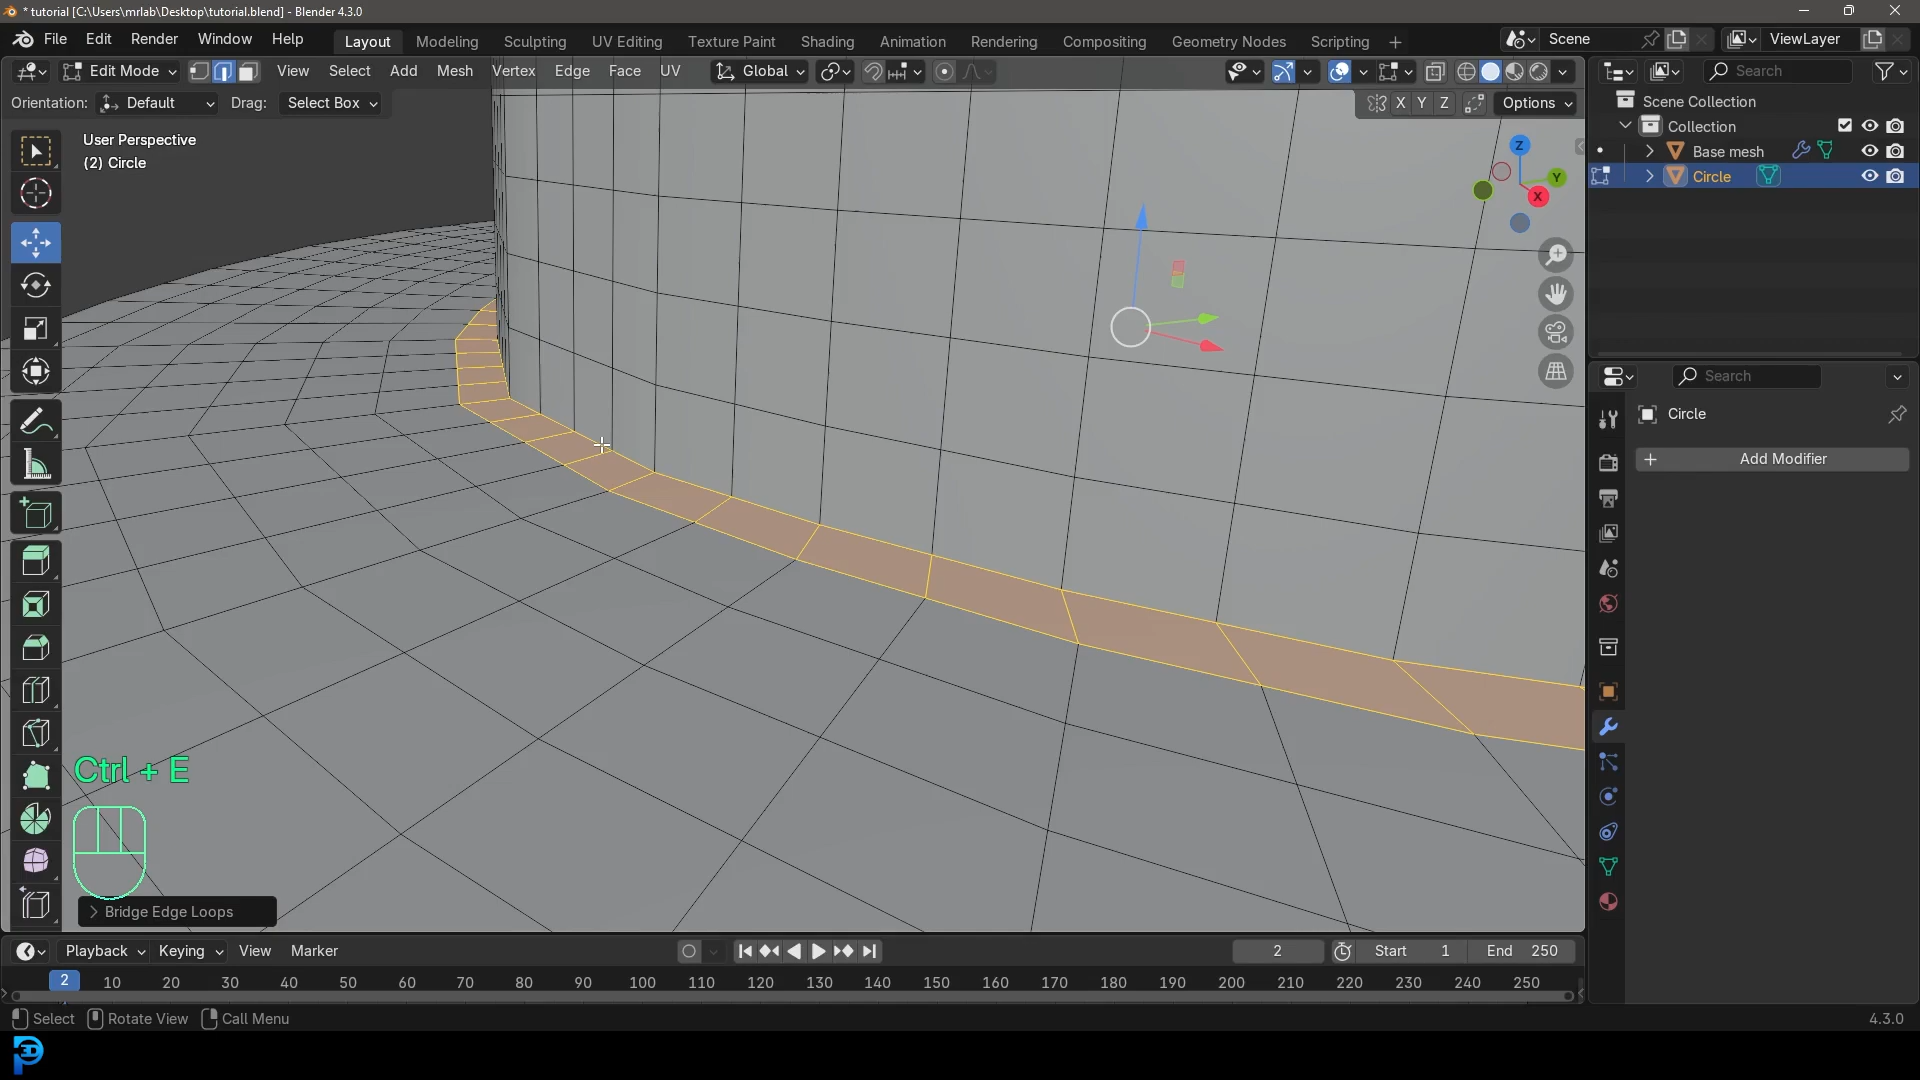 * tutorial [C:\Users\mrlab\Desktop\tutorial.blend] - Blender 4.3.0
File Edit Render Window Help Layout Modeling Sculpting UV Editing Texture Paint Shading Animation Rendering Compositing Geometry Nodes Scripting + Scene ViewLayer
Edit Mode View Select Add Mesh Vertex Edge Face UV Global Search
Orientation: Default Drag: Select Box X Y Z Options
Scene Collection
Collection
Base mesh
Circle
User Perspective
(2) Circle
Z
Y
X
Search
Circle
+ Add Modifier
Ctrl + E
> Bridge Edge Loops
Playback Keying View Marker 2 Start 1 End 250
2 10 20 30 40 50 60 70 80 90 100 110 120 130 140 150 160 170 180 190 200 210 220 230 240 250
Select Rotate View Call Menu 4.3.0